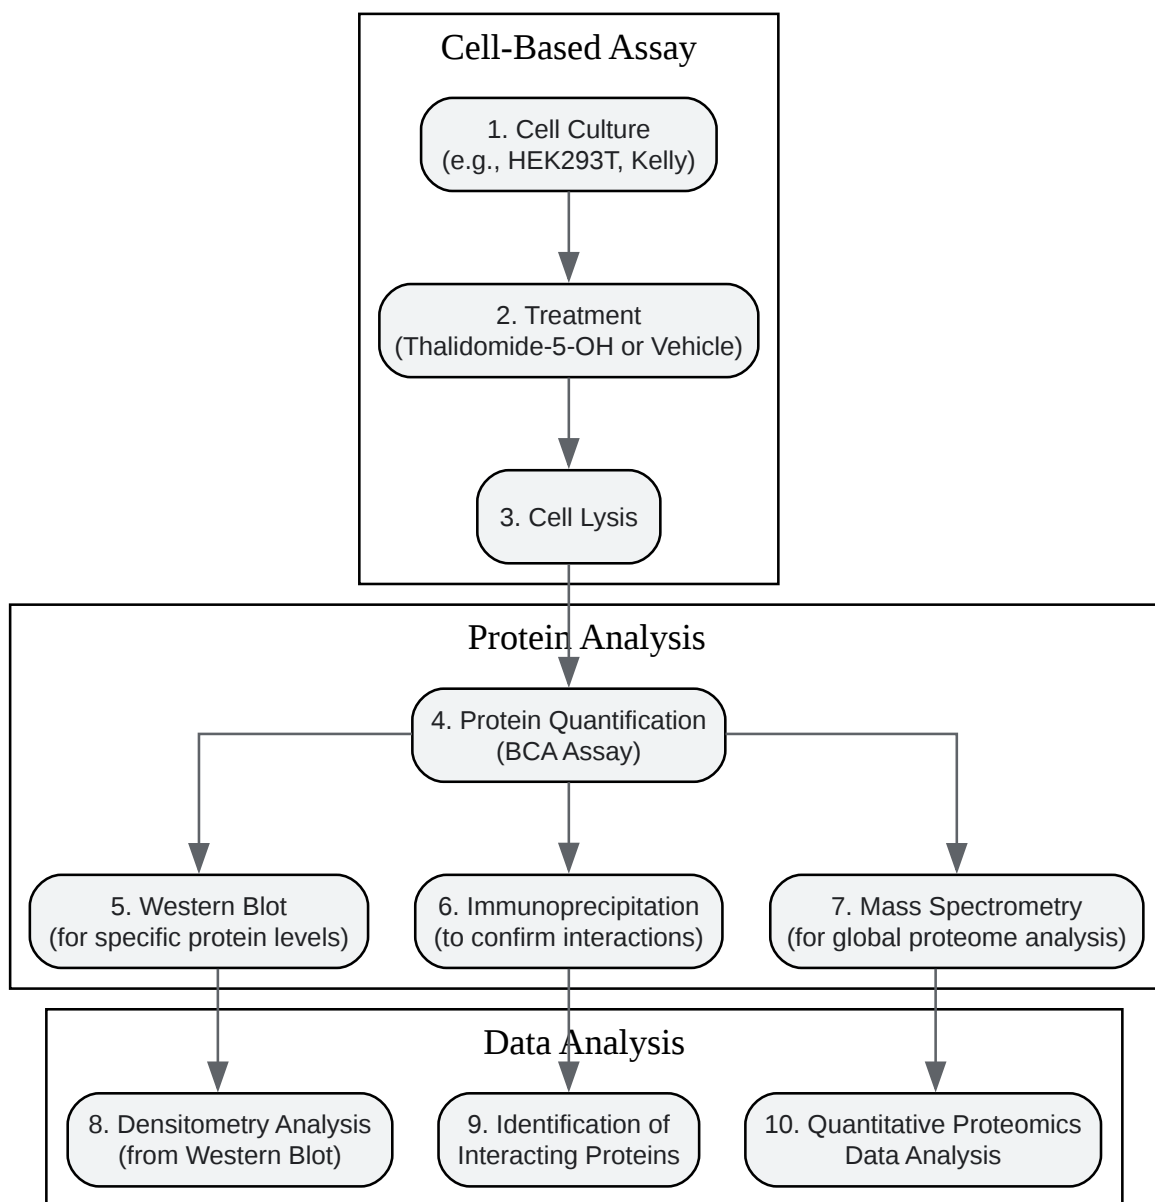 Cell-Based Assay
1. Cell Culture
(e.g., HEK293T, Kelly)
2. Treatment
(Thalidomide-5-OH or Vehicle)
3. Cell Lysis
Protein Analysis
4. Protein Quantification
(BCA Assay)
5. Western Blot
(for specific protein levels)
6. Immunoprecipitation
(to confirm interactions)
7. Mass Spectrometry
(for global proteome analysis)
Data Analysis
8. Densitometry Analysis
(from Western Blot)
9. Identification of
Interacting Proteins
10. Quantitative Proteomics
Data Analysis